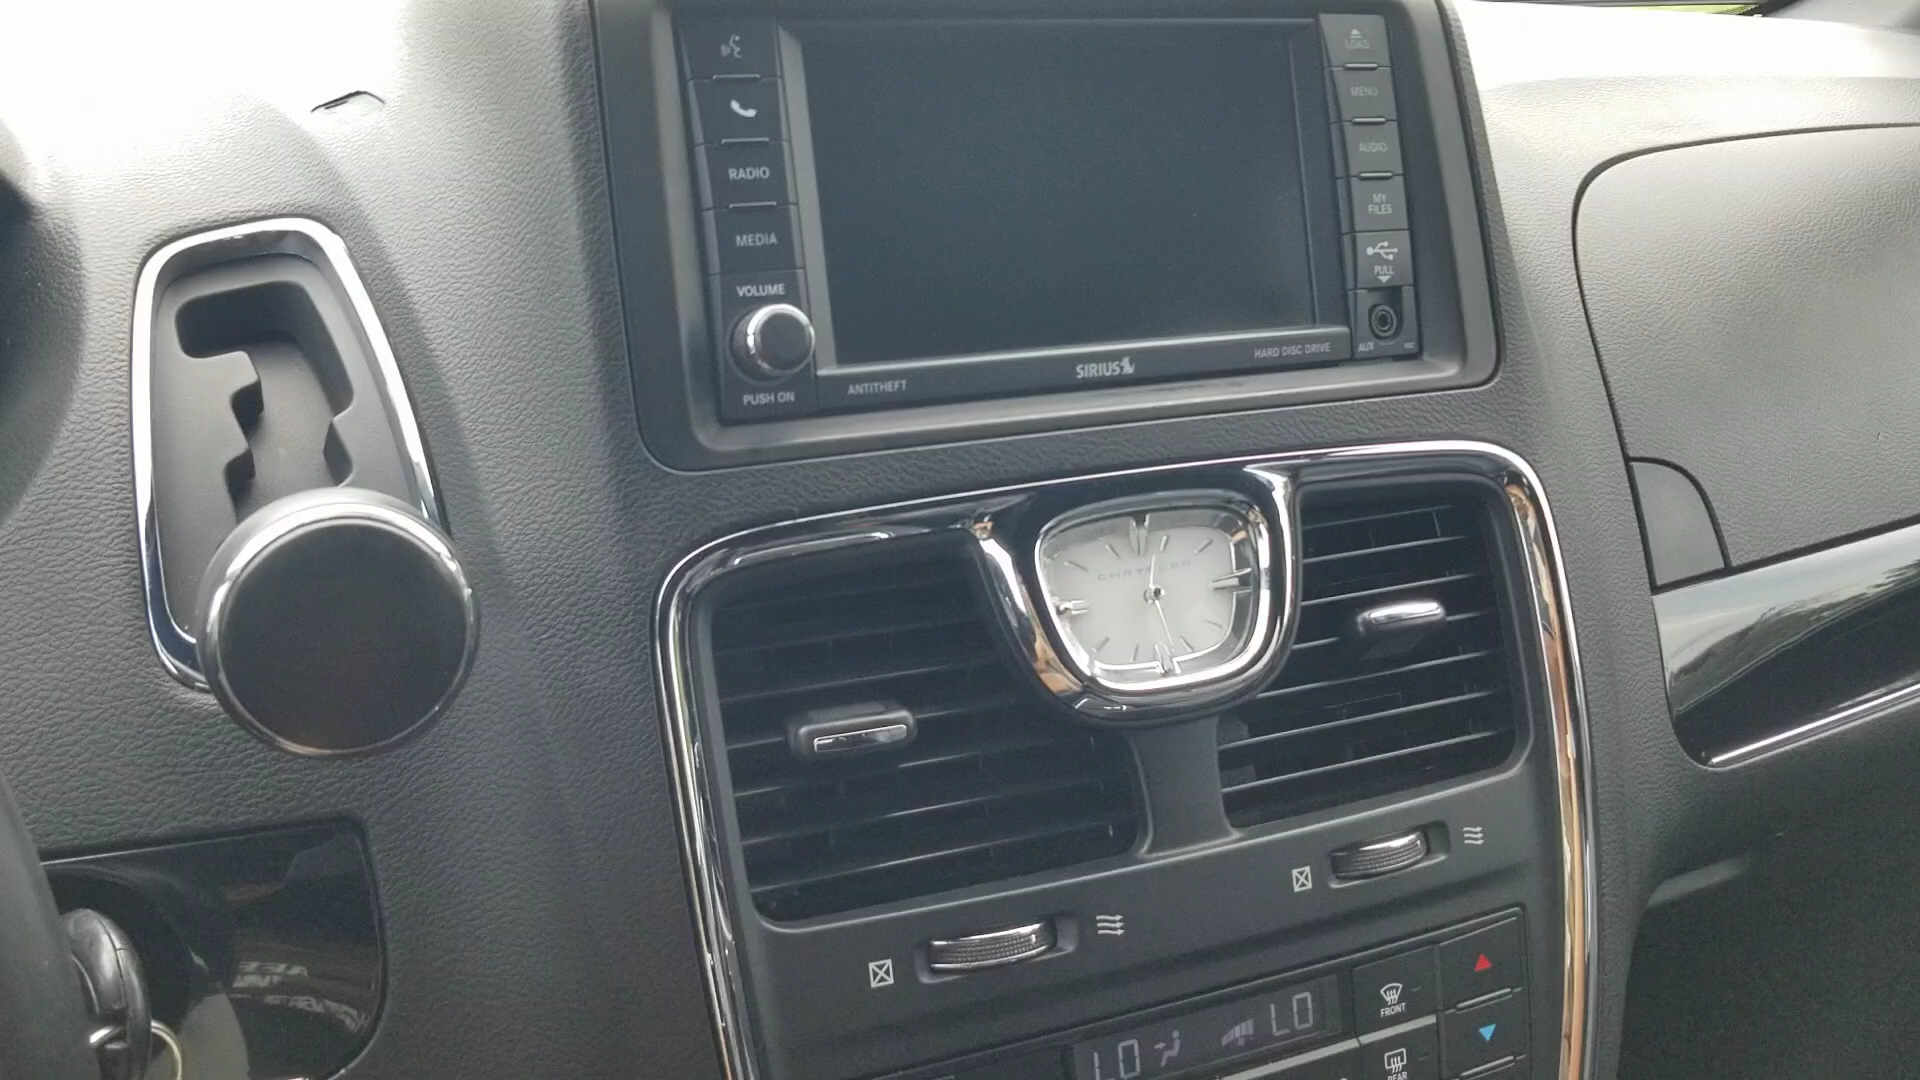 LOAD
MENU
AUDIO
MY
FILES
PULL
AUX
RADIO
MEDIA
VOLUME
PUSH ON
ANTITHEFT
SIRIUS
HARD DISC DRIVE
CHRYSLER
LO
LO
FRONT
REAR